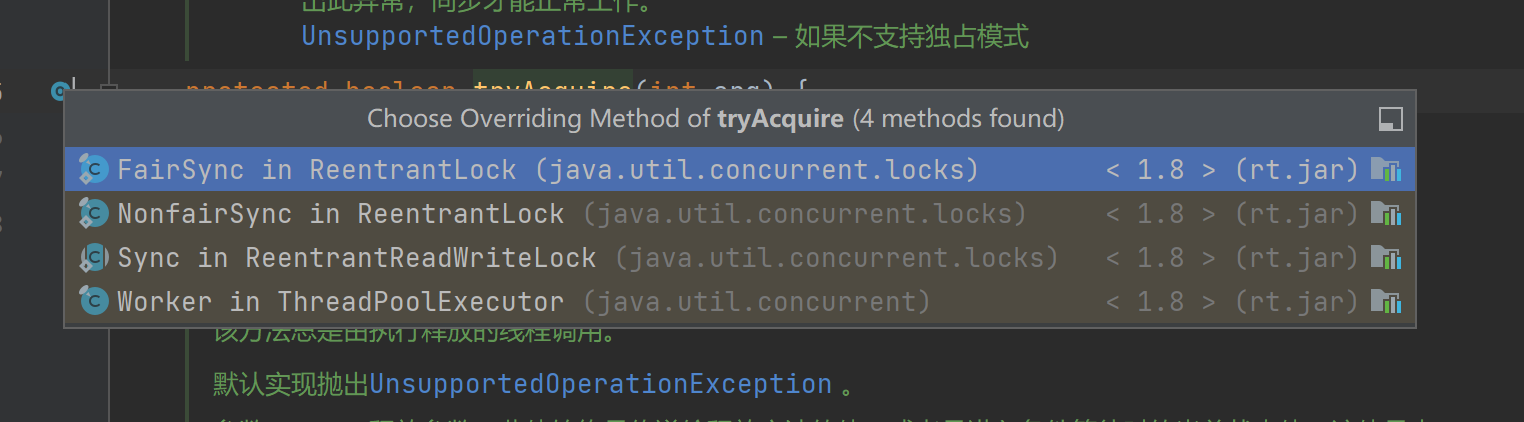 出此异常，同步才能正常工作。
UnsupportedOperationException – 如果不支持独占模式
protected boolean tryAcquire(int arg) {
Choose Overriding Method of tryAcquire (4 methods found)
FairSync in ReentrantLock (java.util.concurrent.locks) < 1.8 > (rt.jar)
NonfairSync in ReentrantLock (java.util.concurrent.locks) < 1.8 > (rt.jar)
Sync in ReentrantReadWriteLock (java.util.concurrent.locks) < 1.8 > (rt.jar)
Worker in ThreadPoolExecutor (java.util.concurrent) < 1.8 > (rt.jar)
该方法总是由执行释放的线程调用。
默认实现抛出UnsupportedOperationException 。